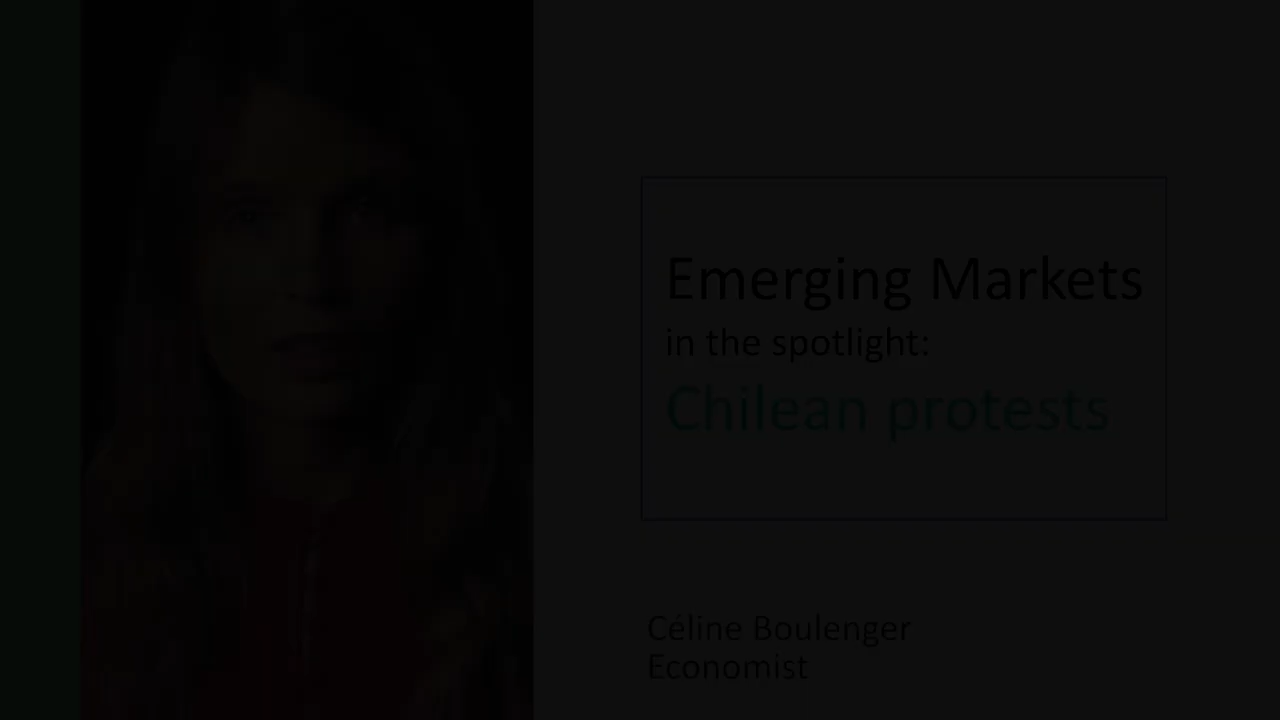 Emerging Markets
in the spotlight:
Chilean protests
Céline Boulenger
Economist